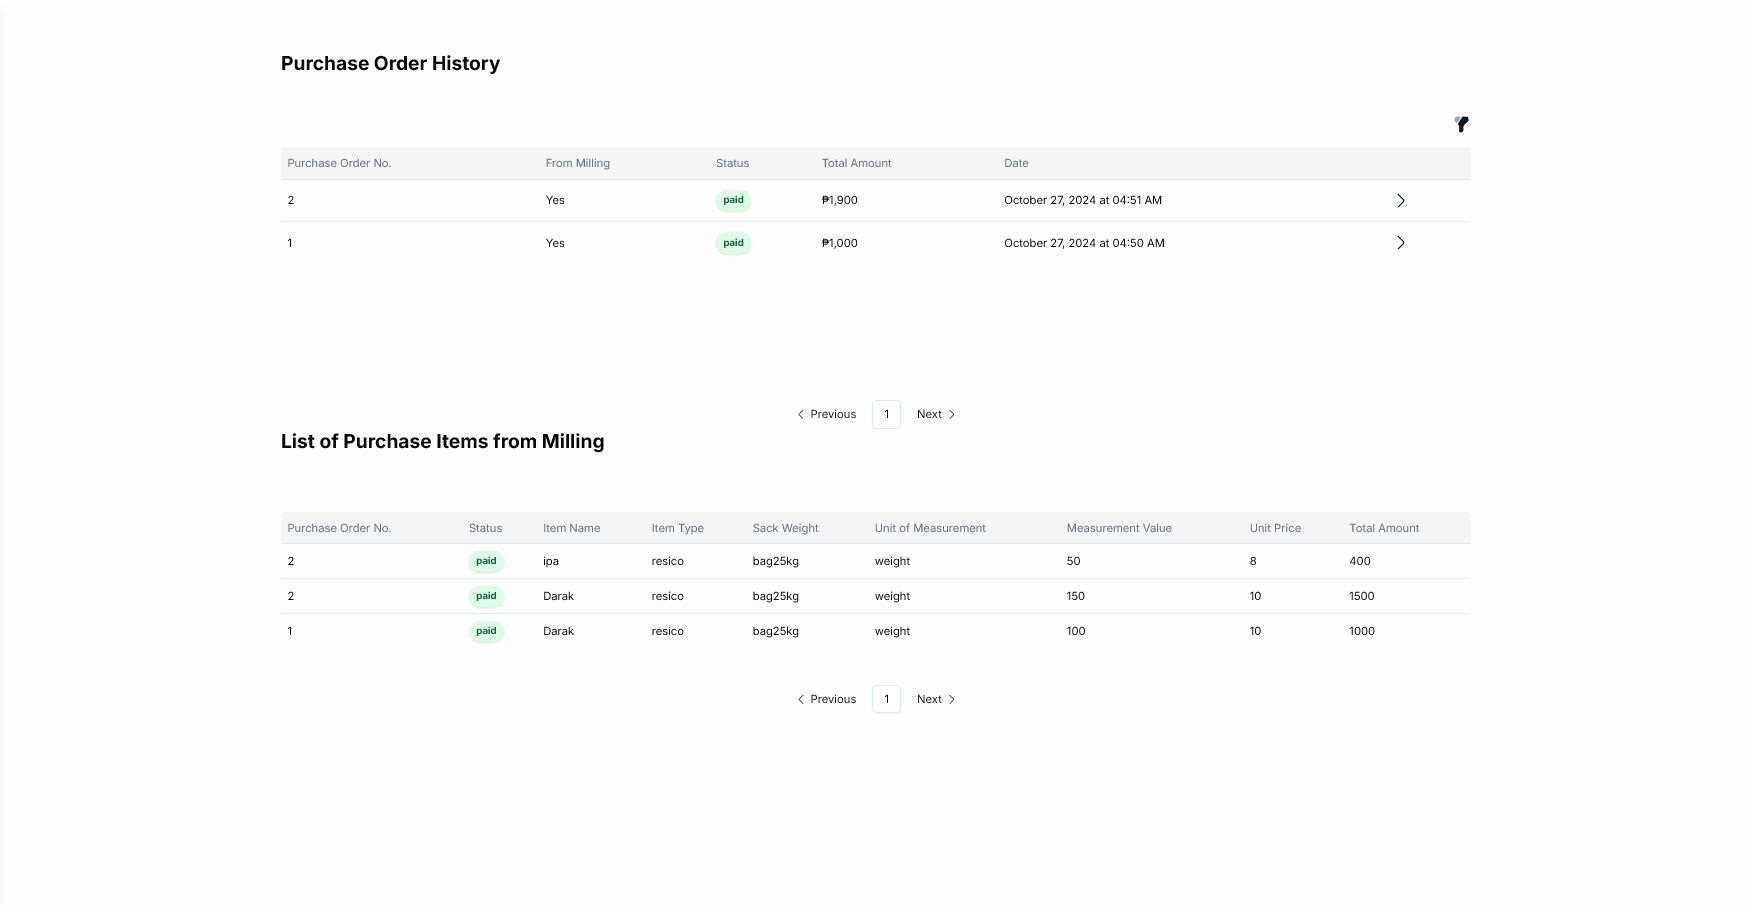 Purchase Order History
Purchase Order No. From Milling Status Total Amount Date
2 Yes paid ₱1,900 October 27, 2024 at 04:51 AM
1 Yes paid ₱1,000 October 27, 2024 at 04:50 AM
Previous 1 Next
List of Purchase Items from Milling
Purchase Order No. Status Item Name Item Type Sack Weight Unit of Measurement Measurement Value Unit Price Total Amount
2 paid ipa resico bag25kg weight 50 8 400
2 paid Darak resico bag25kg weight 150 10 1500
1 paid Darak resico bag25kg weight 100 10 1000
Previous 1 Next